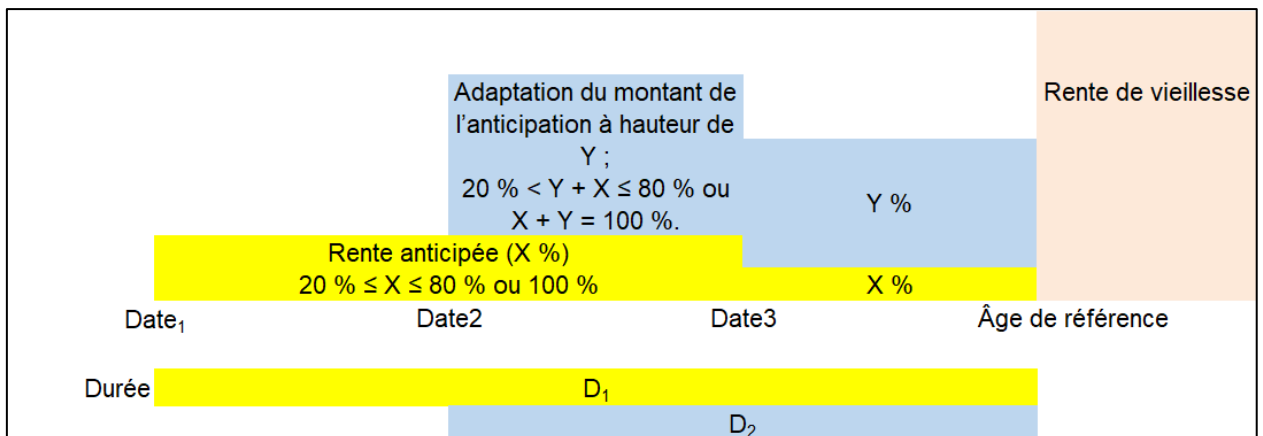 Adaptation du montant de
l’anticipation à hauteur de
Y ;
20 % < Y + X ≤ 80 % ou
X + Y = 100 %.
Rente de vieillesse
Y %
Rente anticipée (X %)
20 % ≤ X ≤ 80 % ou 100 %
X %
Date₁
Date2
Date3
Âge de référence
Durée
D₁
D₂